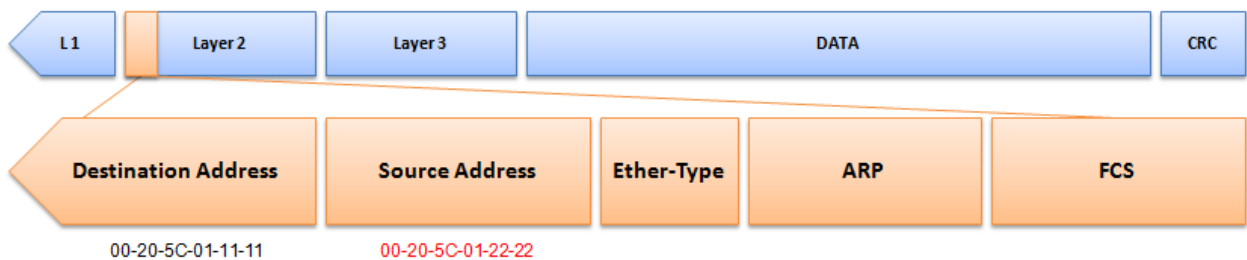 L 1 Layer 2 Layer 3 DATA CRC
Destination Address Source Address Ether-Type ARP FCS
00-20-5C-01-11-11 00-20-5C-01-22-22